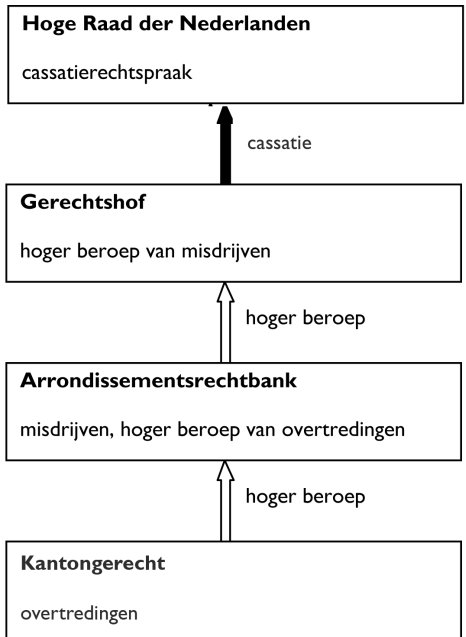 Hoge Raad der Nederlanden
cassatierechtspraak
cassatie
Gerechtshof
hoger beroep van misdrijven
hoger beroep
Arrondissementsrechtbank
misdrijven, hoger beroep van overtredingen
hoger beroep
Kantongerecht
overtredingen